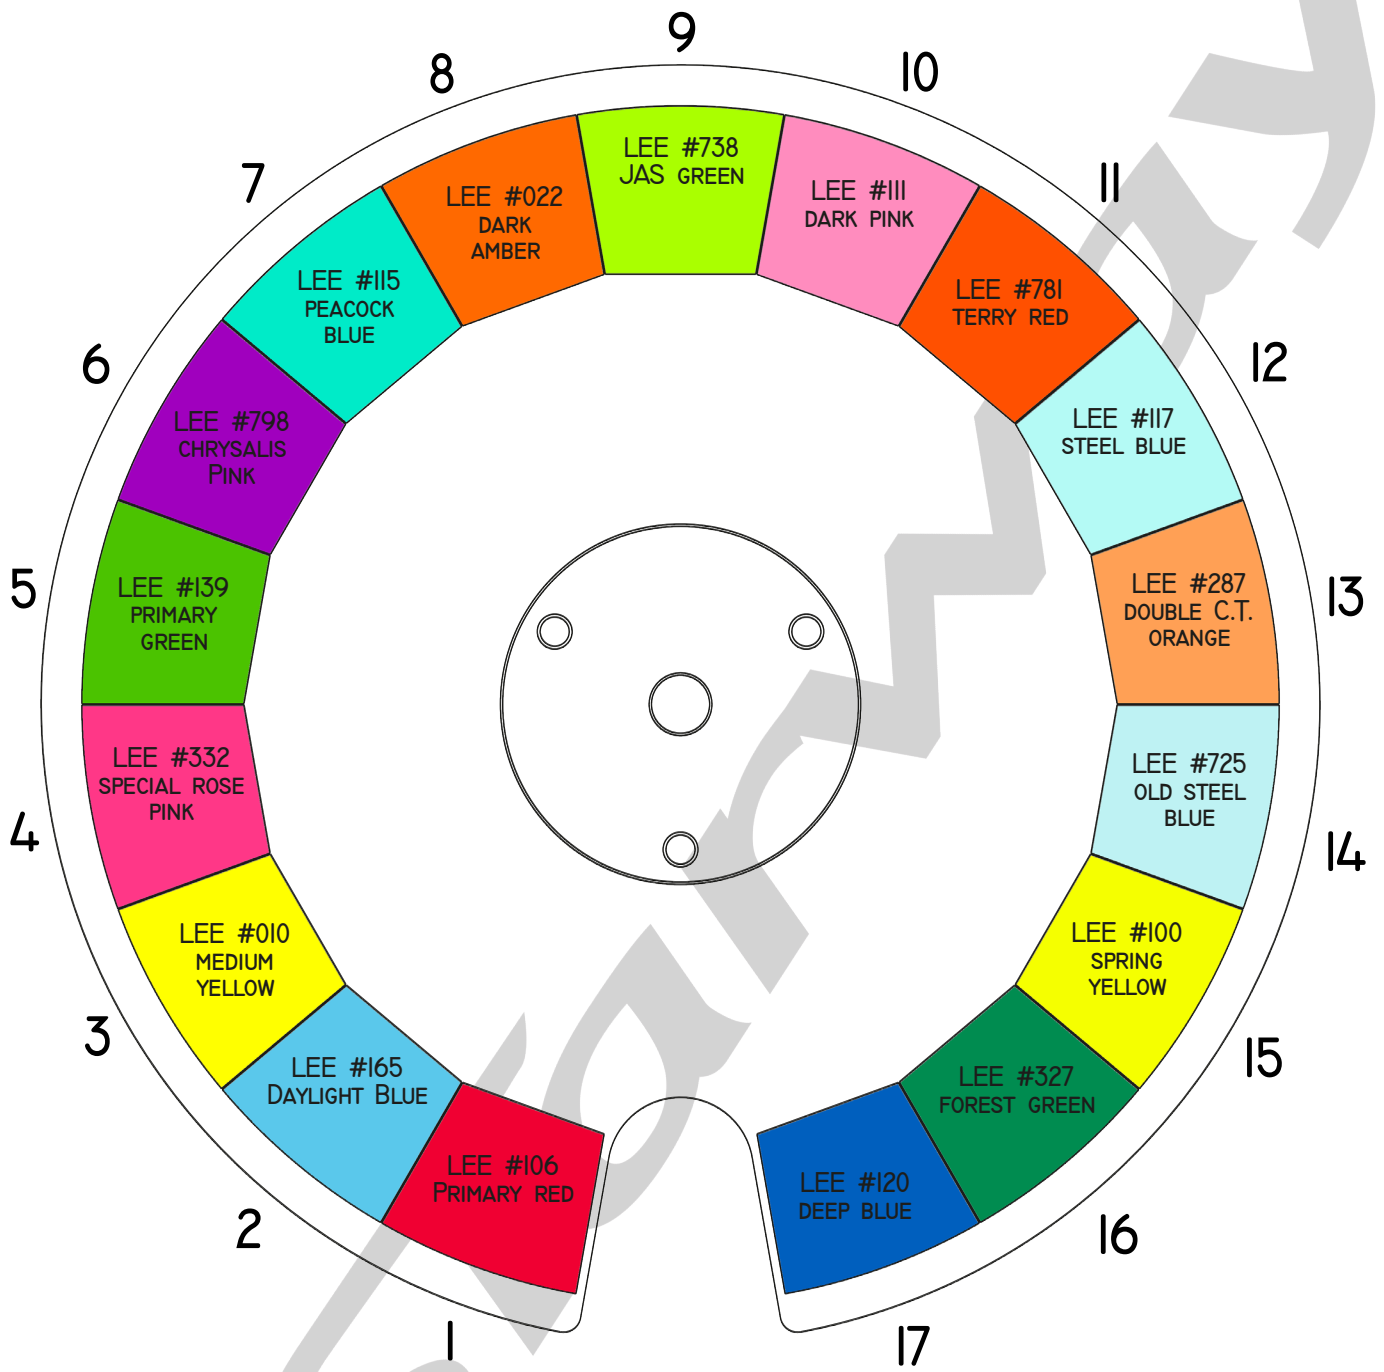 1
LEE #106
PRIMARY RED
2
LEE #165
DAYLIGHT BLUE
3
LEE #010
MEDIUM
YELLOW
4
LEE #332
SPECIAL ROSE
PINK
5
LEE #139
PRIMARY
GREEN
6
LEE #798
CHRYSALIS
PINK
7
LEE #115
PEACOCK
BLUE
8
LEE #022
DARK
AMBER
9
LEE #738
JAS GREEN
10
LEE #111
DARK PINK
11
LEE #781
TERRY RED
12
LEE #117
STEEL BLUE
13
LEE #287
DOUBLE C.T.
ORANGE
14
LEE #725
OLD STEEL
BLUE
15
LEE #100
SPRING
YELLOW
16
LEE #327
FOREST GREEN
17
LEE #120
DEEP BLUE